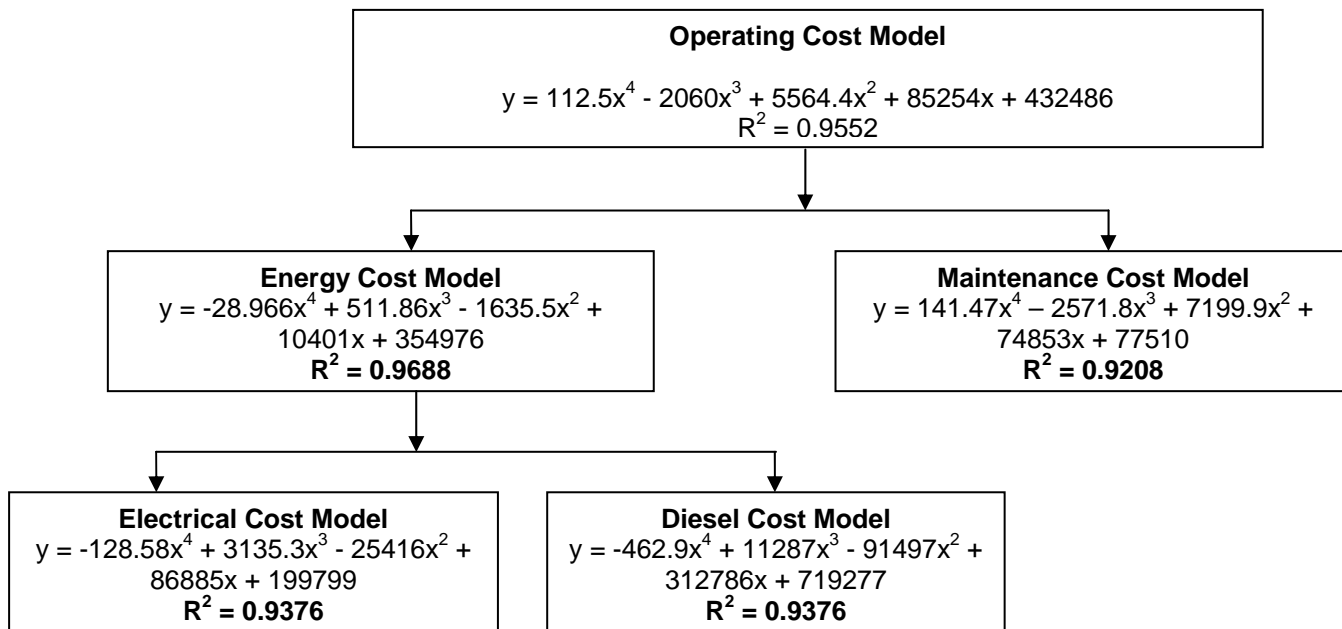 Operating Cost Model
y = 112.5x⁴ - 2060x³ + 5564.4x² + 85254x + 432486
R² = 0.9552
Energy Cost Model
y = -28.966x⁴ + 511.86x³ - 1635.5x² +
10401x + 354976
R² = 0.9688
Maintenance Cost Model
y = 141.47x⁴ – 2571.8x³ + 7199.9x² +
74853x + 77510
R² = 0.9208
Electrical Cost Model
y = -128.58x⁴ + 3135.3x³ - 25416x² +
86885x + 199799
R² = 0.9376
Diesel Cost Model
y = -462.9x⁴ + 11287x³ - 91497x² +
312786x + 719277
R² = 0.9376